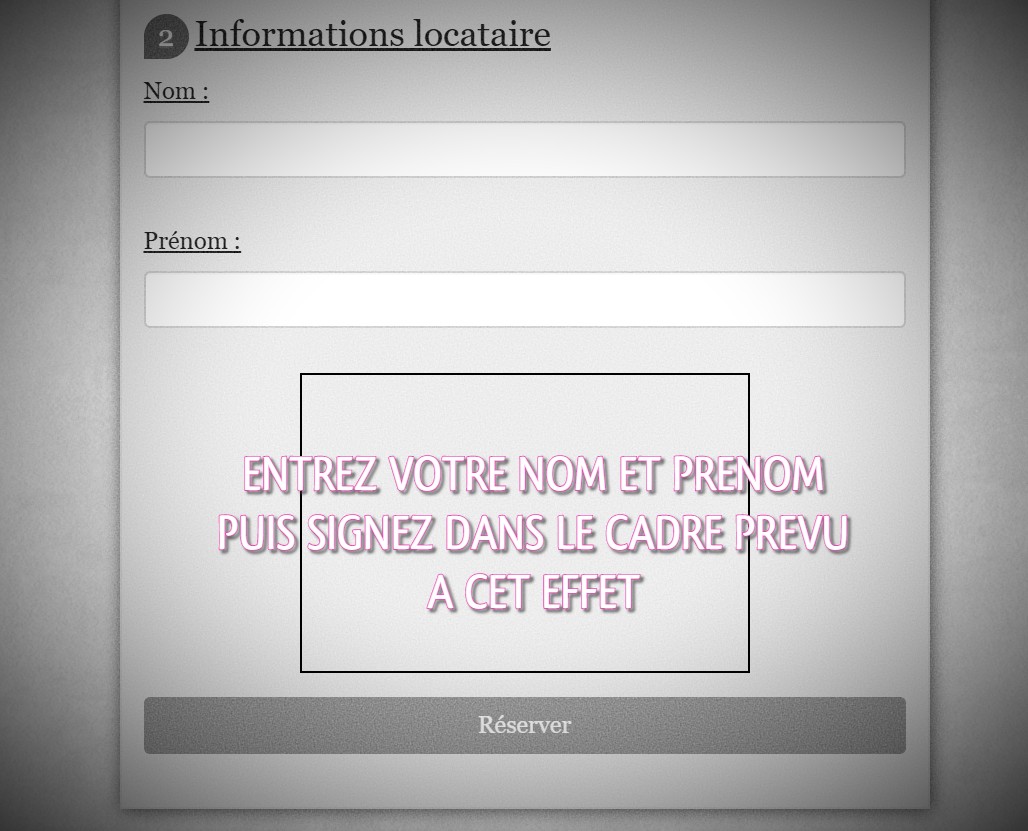 2 Informations locataire
Nom :
Prénom :
ENTREZ VOTRE NOM ET PRENOM
PUIS SIGNEZ DANS LE CADRE PREVU
A CET EFFET
Réserver